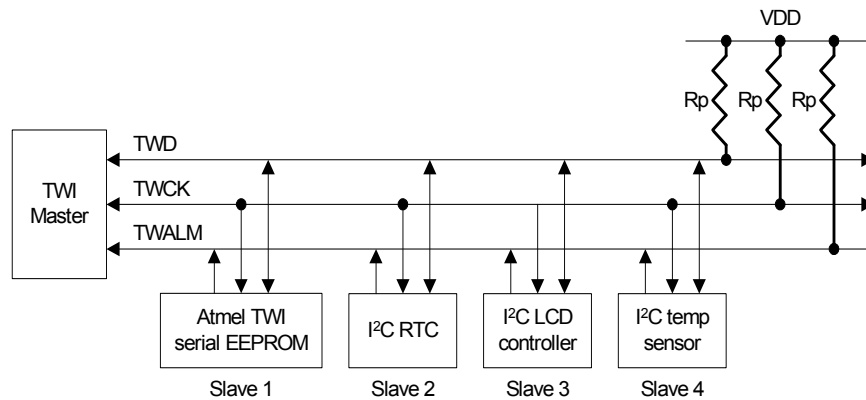 VDD
Rp Rp Rp
TWD
TWI
Master
TWCK
TWALM
Atmel TWI
serial EEPROM
I²C RTC
I²C LCD
controller
I²C temp
sensor
Slave 1 Slave 2 Slave 3 Slave 4